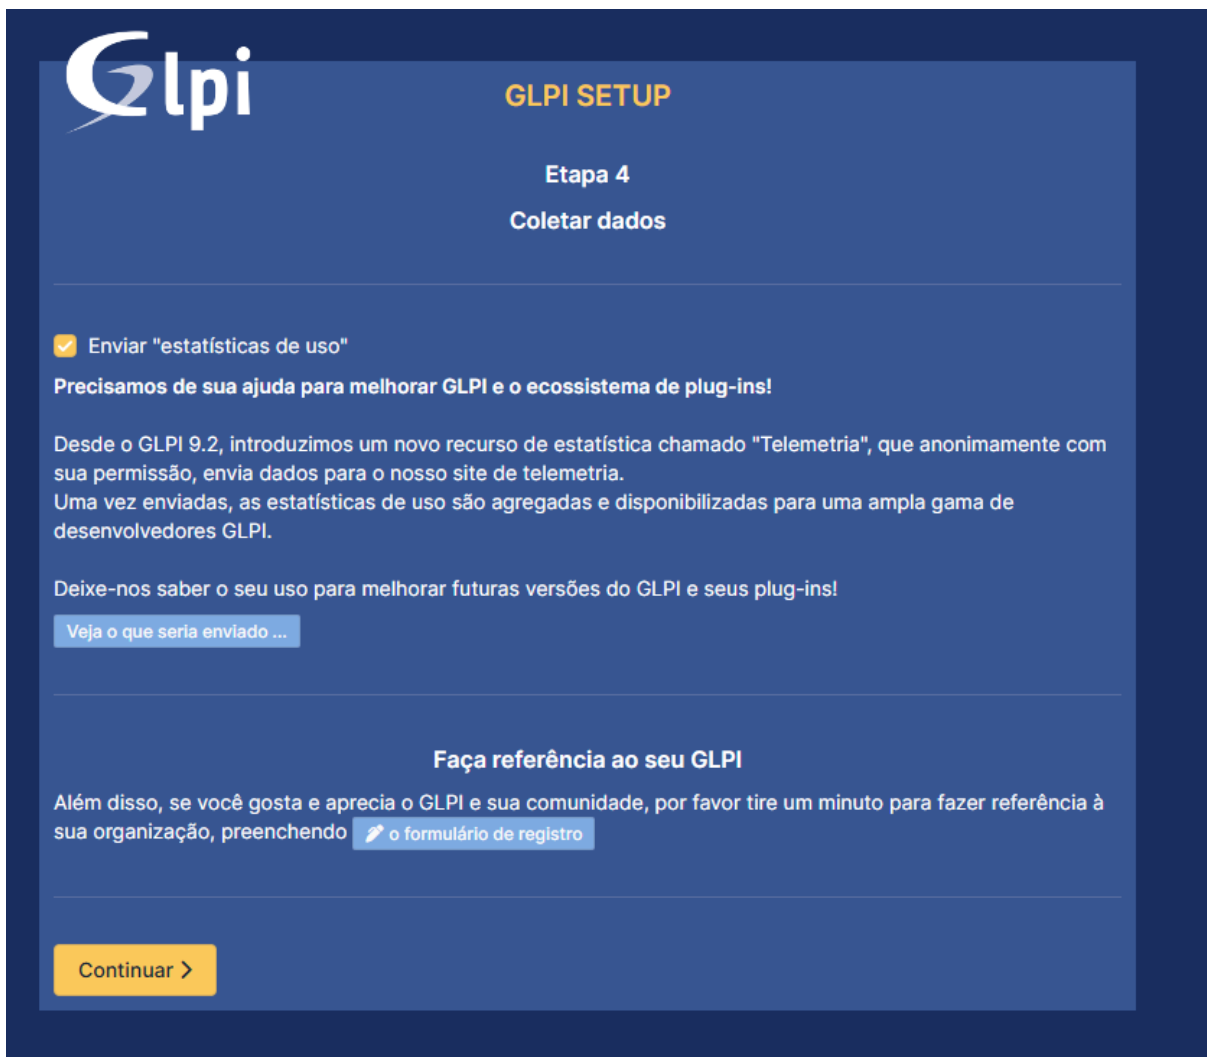 Glpi
GLPI SETUP
Etapa 4
Coletar dados
Enviar "estatísticas de uso"
Precisamos de sua ajuda para melhorar GLPI e o ecossistema de plug-ins!
Desde o GLPI 9.2, introduzimos um novo recurso de estatística chamado "Telemetria", que anonimamente com
sua permissão, envia dados para o nosso site de telemetria.
Uma vez enviadas, as estatísticas de uso são agregadas e disponibilizadas para uma ampla gama de
desenvolvedores GLPI.
Deixe-nos saber o seu uso para melhorar futuras versões do GLPI e seus plug-ins!
Veja o que seria enviado ...
Faça referência ao seu GLPI
Além disso, se você gosta e aprecia o GLPI e sua comunidade, por favor tire um minuto para fazer referência à
sua organização, preenchendo o formulário de registro
Continuar